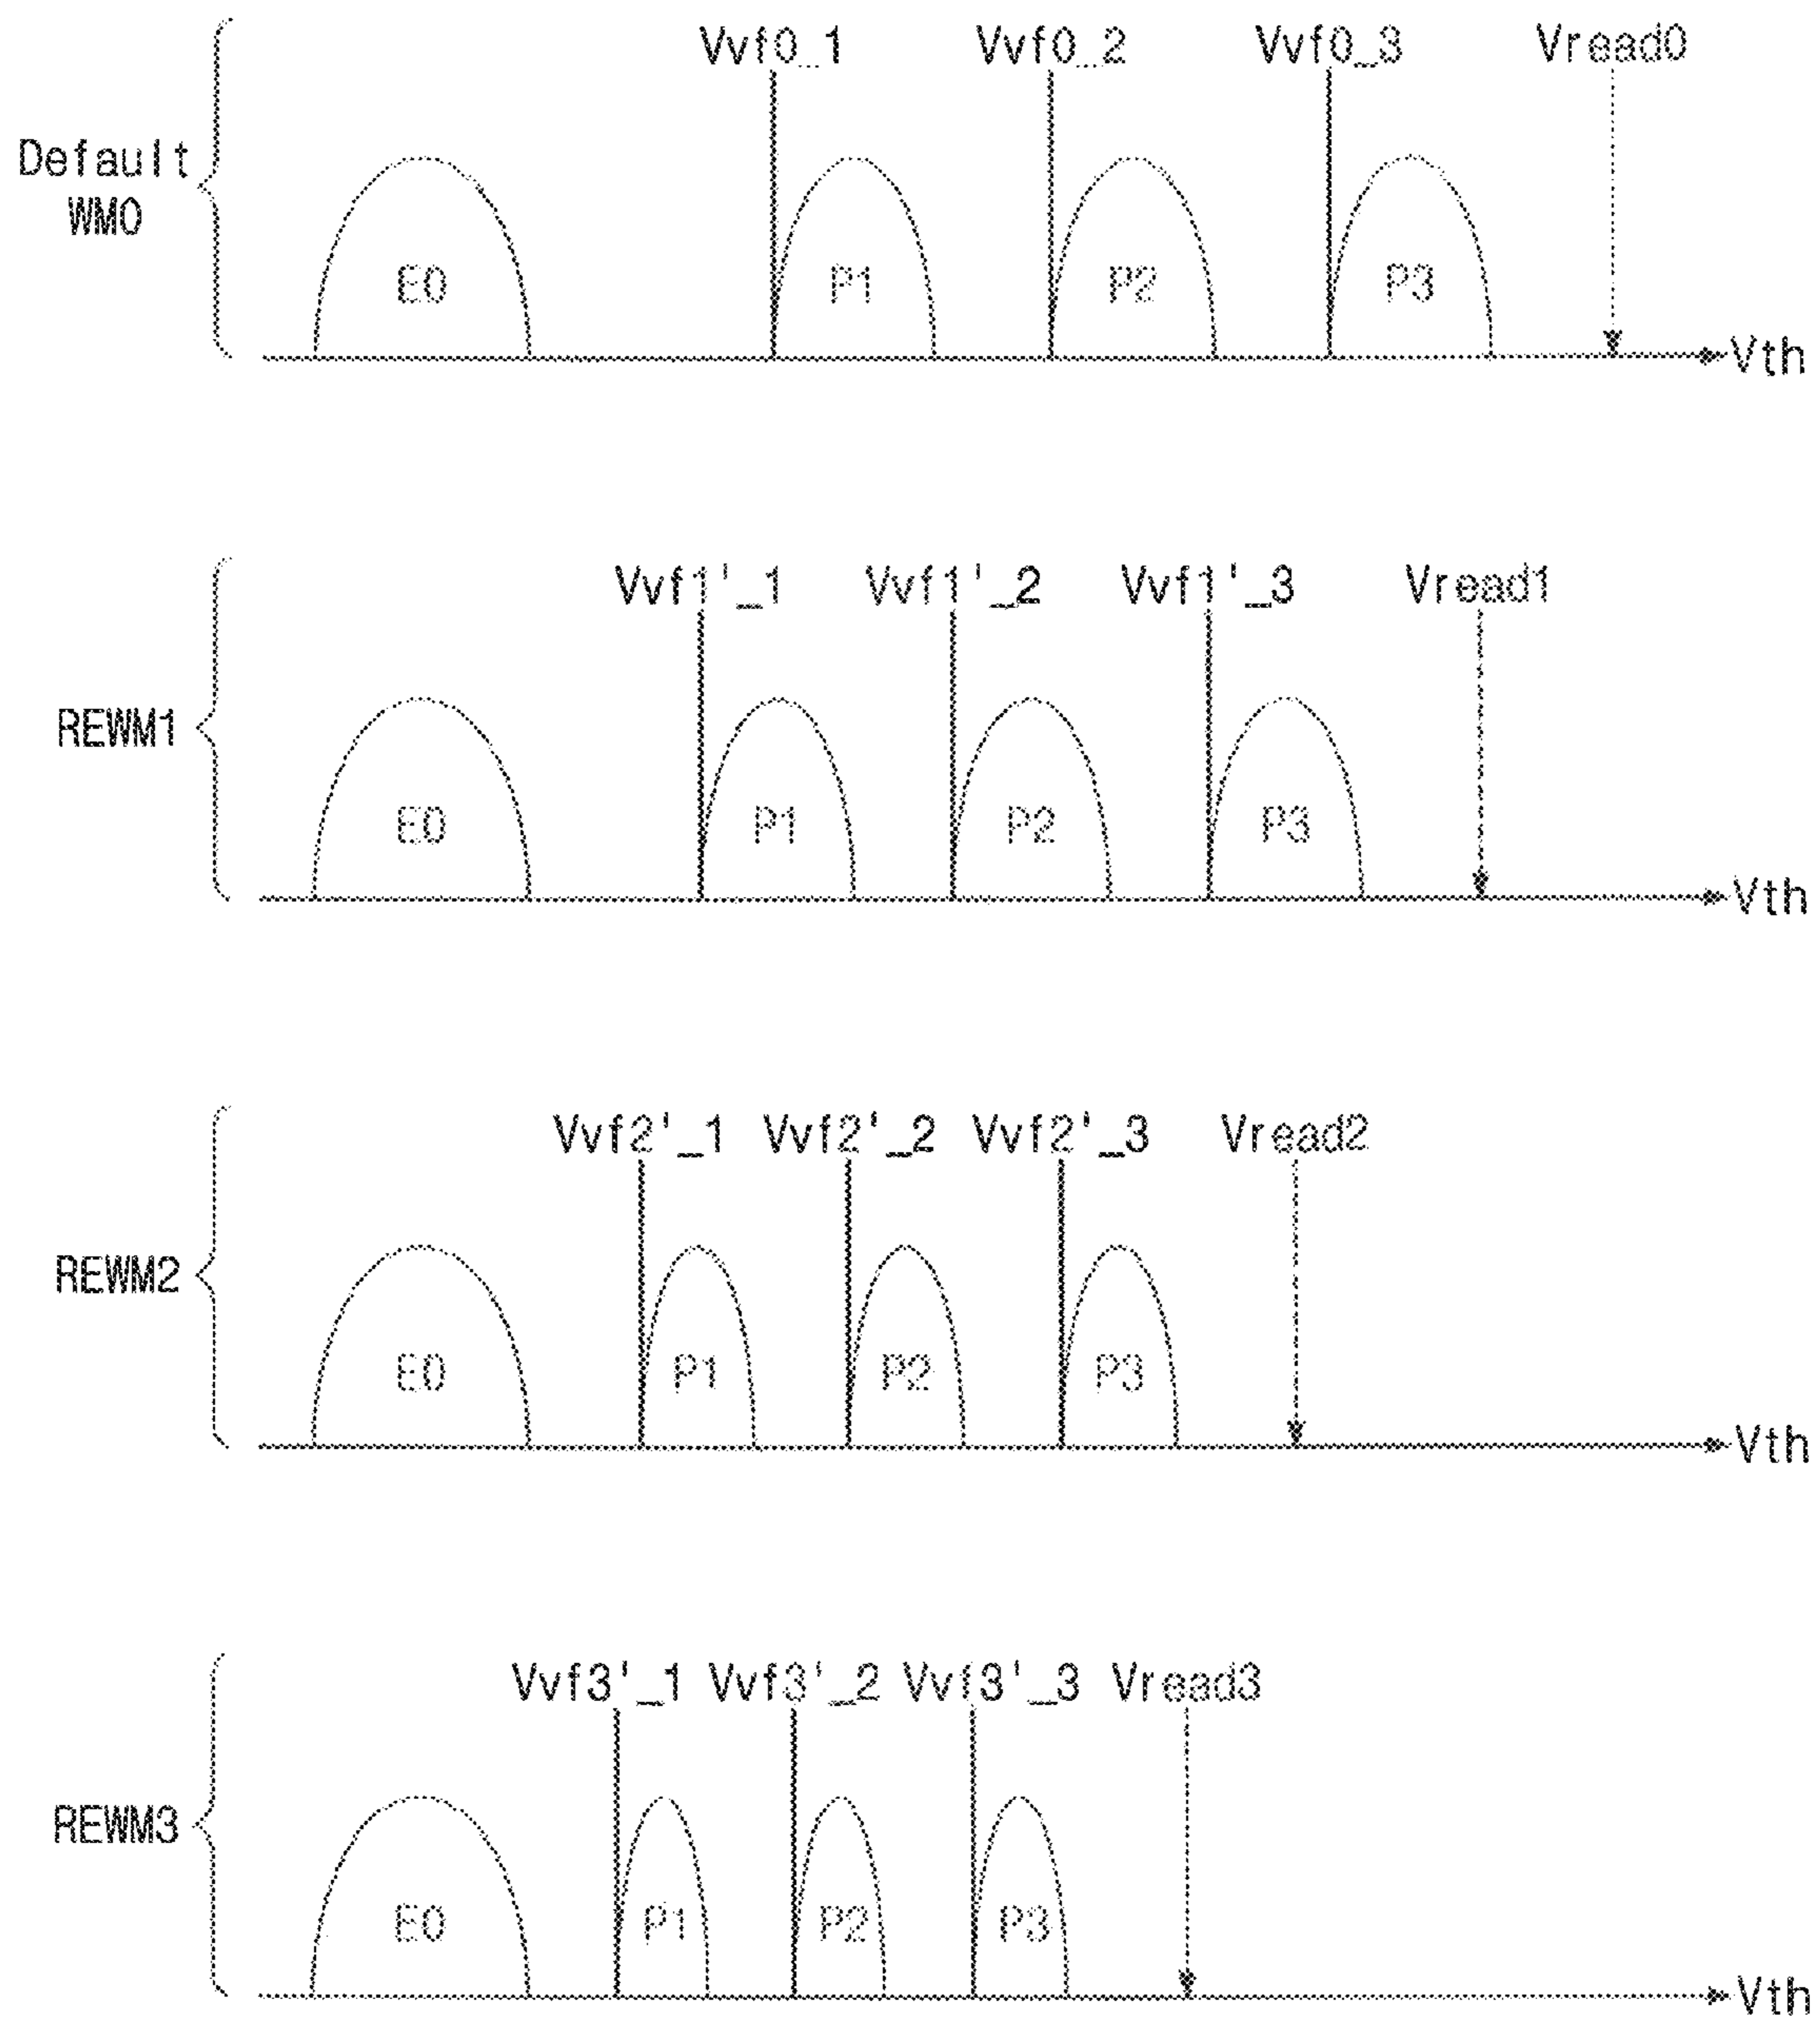 Vvf0_1 Vvf0_2 Vvf0_3 Vread0
Default
WM0
E0 P1 P2 P3
Vth
Vvf1'_1 Vvf1'_2 Vvf1'_3 Vread1
REWM1
E0 P1 P2 P3
Vth
Vvf2'_1 Vvf2'_2 Vvf2'_3 Vread2
REWM2
E0 P1 P2 P3
Vth
Vvf3'_1 Vvf3'_2 Vvf3'_3 Vread3
REWM3
E0 P1 P2 P3
Vth